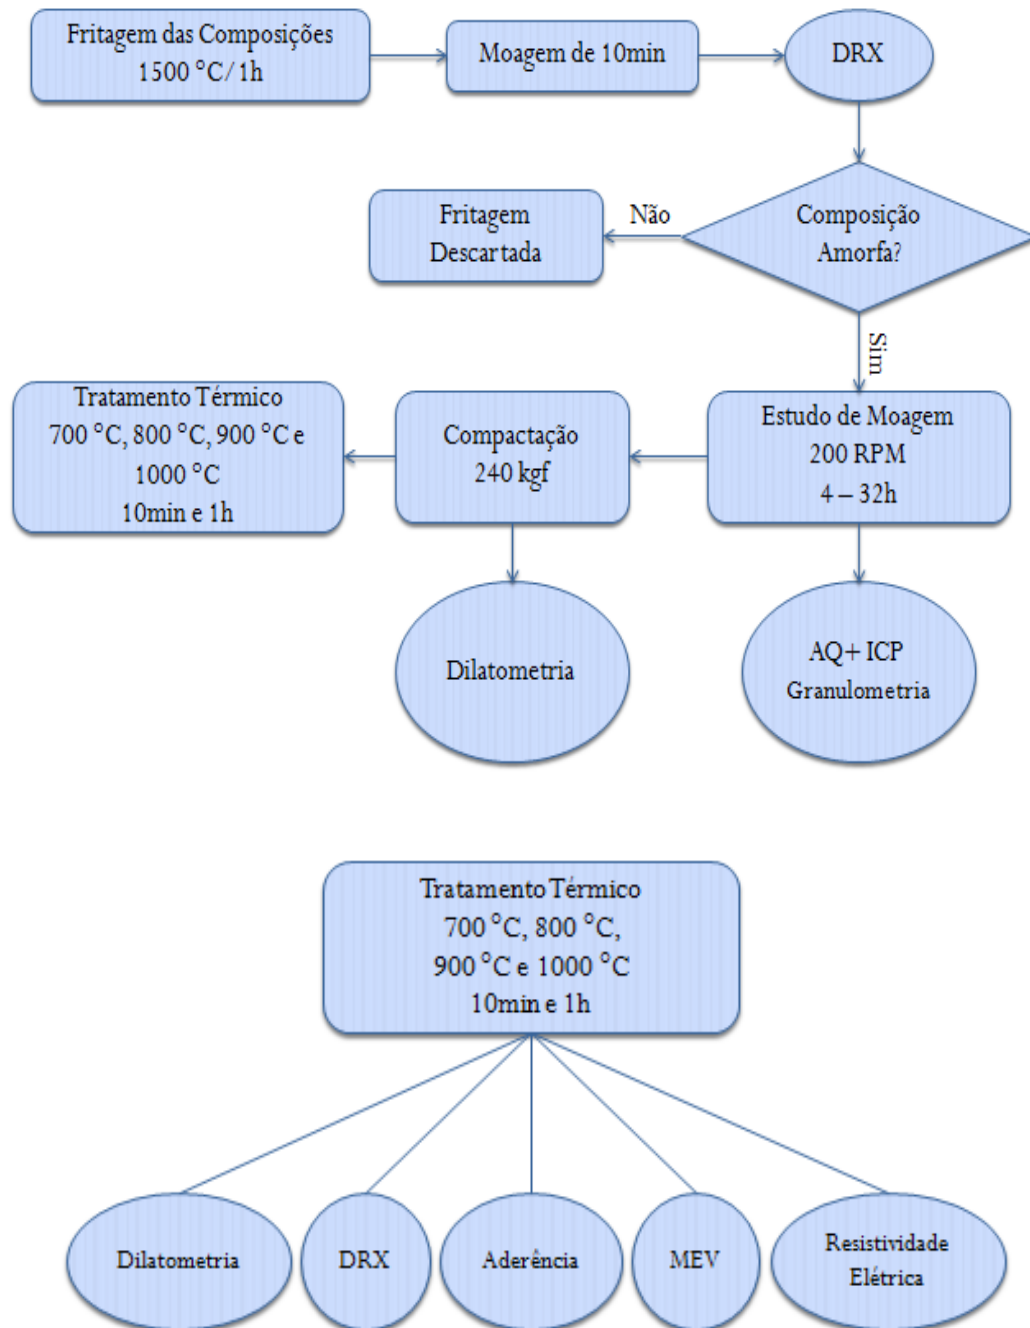 Fritagem das Composições
1500 °C/ 1h
Moagem de 10min
DRX
Composição
Amorfa?
Não
Fritagem
Descartada
Sim
Estudo de Moagem
200 RPM
4 – 32h
Compactação
240 kgf
Tratamento Térmico
700 °C, 800 °C, 900 °C e
1000 °C
10min e 1h
Dilatometria
AQ+ ICP
Granulometria
Tratamento Térmico
700 °C, 800 °C,
900 °C e 1000 °C
10min e 1h
Dilatometria
DRX
Aderência
MEV
Resistividade
Elétrica